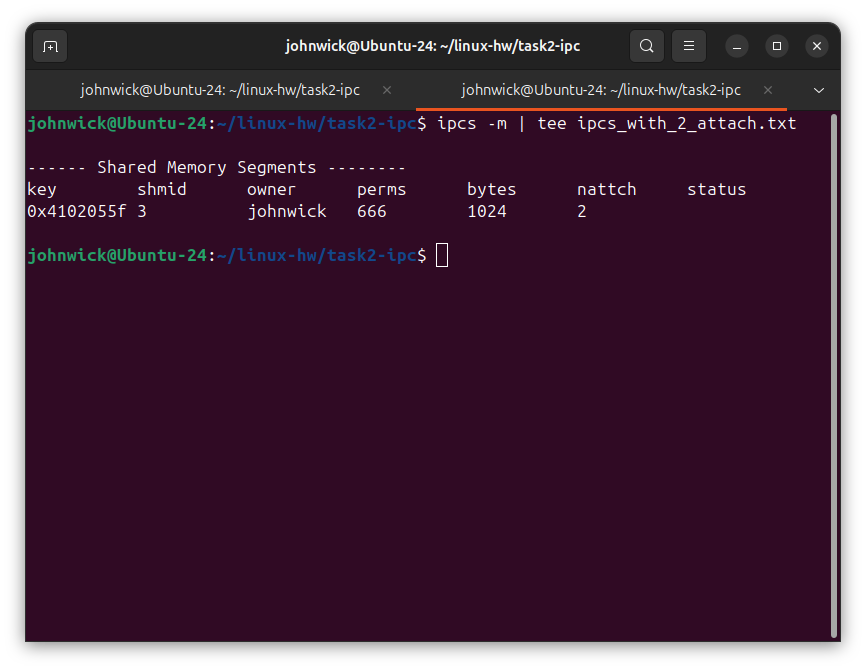 johnwick@Ubuntu-24: ~/linux-hw/task2-ipc
johnwick@Ubuntu-24: ~/linux-hw/task2-ipc × johnwick@Ubuntu-24: ~/linux-hw/task2-ipc ×
johnwick@Ubuntu-24:~/linux-hw/task2-ipc$ ipcs -m | tee ipcs_with_2_attach.txt
------ Shared Memory Segments --------
key shmid owner perms bytes nattch status
0x4102055f 3 johnwick 666 1024 2
johnwick@Ubuntu-24:~/linux-hw/task2-ipc$